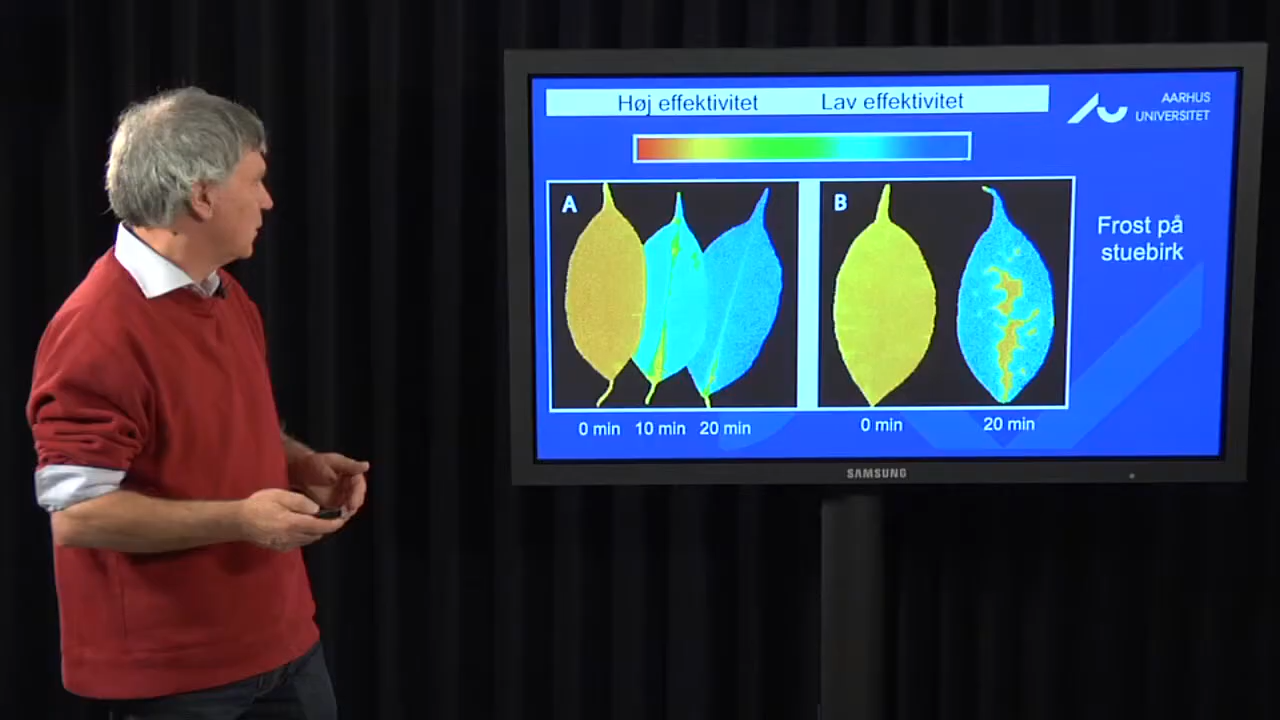 Høj effektivitet Lav effektivitet
AARHUS
UNIVERSITET
A
B
Frost på
stuebirk
0 min 10 min 20 min
0 min 20 min
SAMSUNG